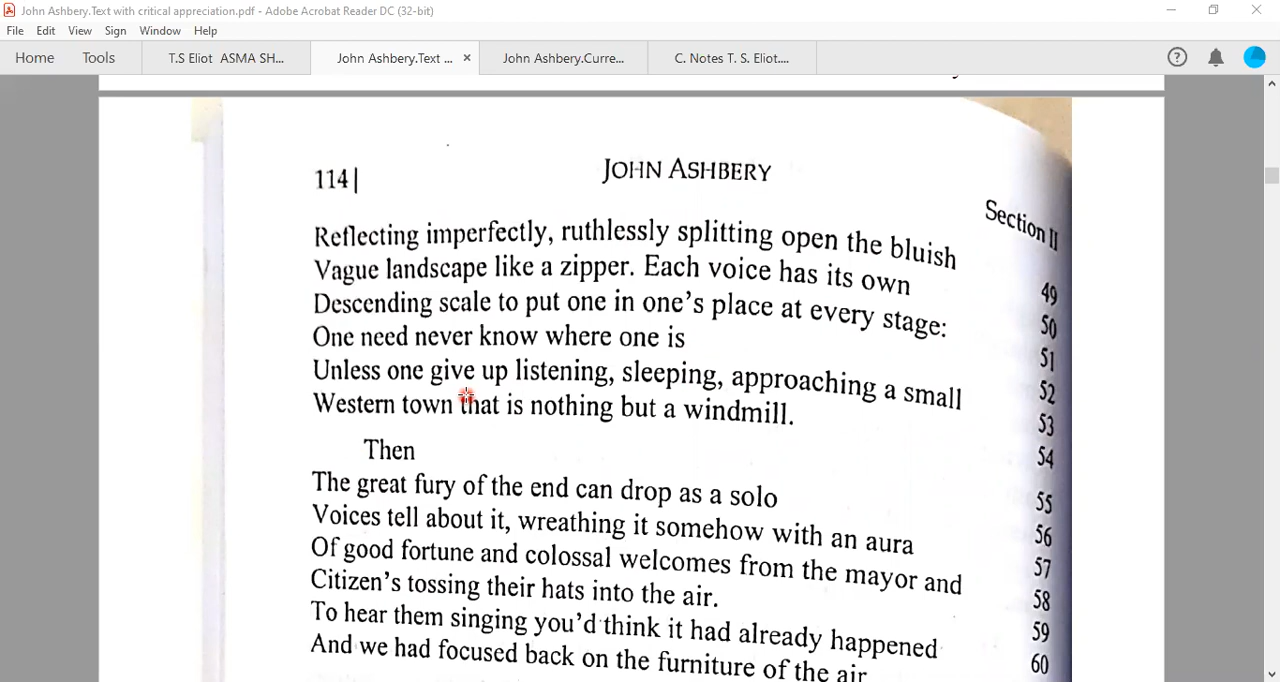 John Ashbery.Text with critical appreciation.pdf - Adobe Acrobat Reader DC (32-bit)
File Edit View Sign Window Help
Home Tools T.S Eliot ASMA SH... John Ashbery.Text ... × John Ashbery.Curre... C. Notes T. S. Eliot....
114| JOHN ASHBERY
Section II
Reflecting imperfectly, ruthlessly splitting open the bluish 49
Vague landscape like a zipper. Each voice has its own 50
Descending scale to put one in one's place at every stage: 51
One need never know where one is 52
Unless one give up listening, sleeping, approaching a small 53
Western town that is nothing but a windmill. 54
Then
The great fury of the end can drop as a solo 55
Voices tell about it, wreathing it somehow with an aura 56
Of good fortune and colossal welcomes from the mayor and 57
Citizen's tossing their hats into the air. 58
To hear them singing you'd think it had already happened 59
And we had focused back on the furniture of the air 60